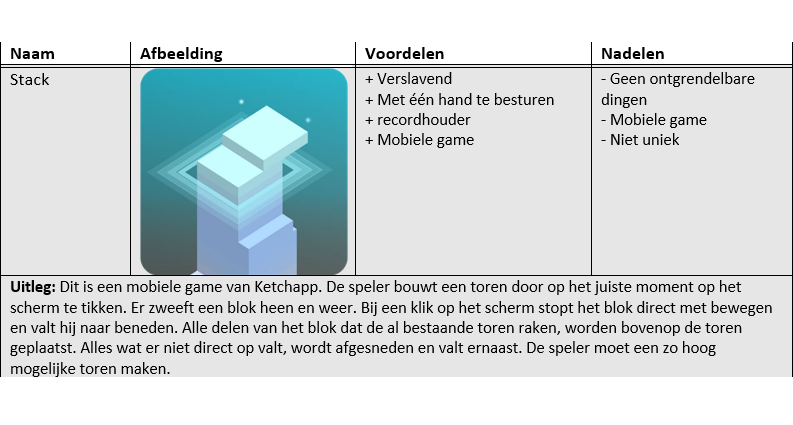 Naam Afbeelding Voordelen Nadelen
Stack
+ Verslavend
+ Met één hand te besturen
+ recordhouder
+ Mobiele game
- Geen ontgrendelbare
dingen
- Mobiele game
- Niet uniek
Uitleg: Dit is een mobiele game van Ketchapp. De speler bouwt een toren door op het juiste moment op het
scherm te tikken. Er zweeft een blok heen en weer. Bij een klik op het scherm stopt het blok direct met bewegen
en valt hij naar beneden. Alle delen van het blok dat de al bestaande toren raken, worden bovenop de toren
geplaatst. Alles wat er niet direct op valt, wordt afgesneden en valt ernaast. De speler moet een zo hoog
mogelijke toren maken.